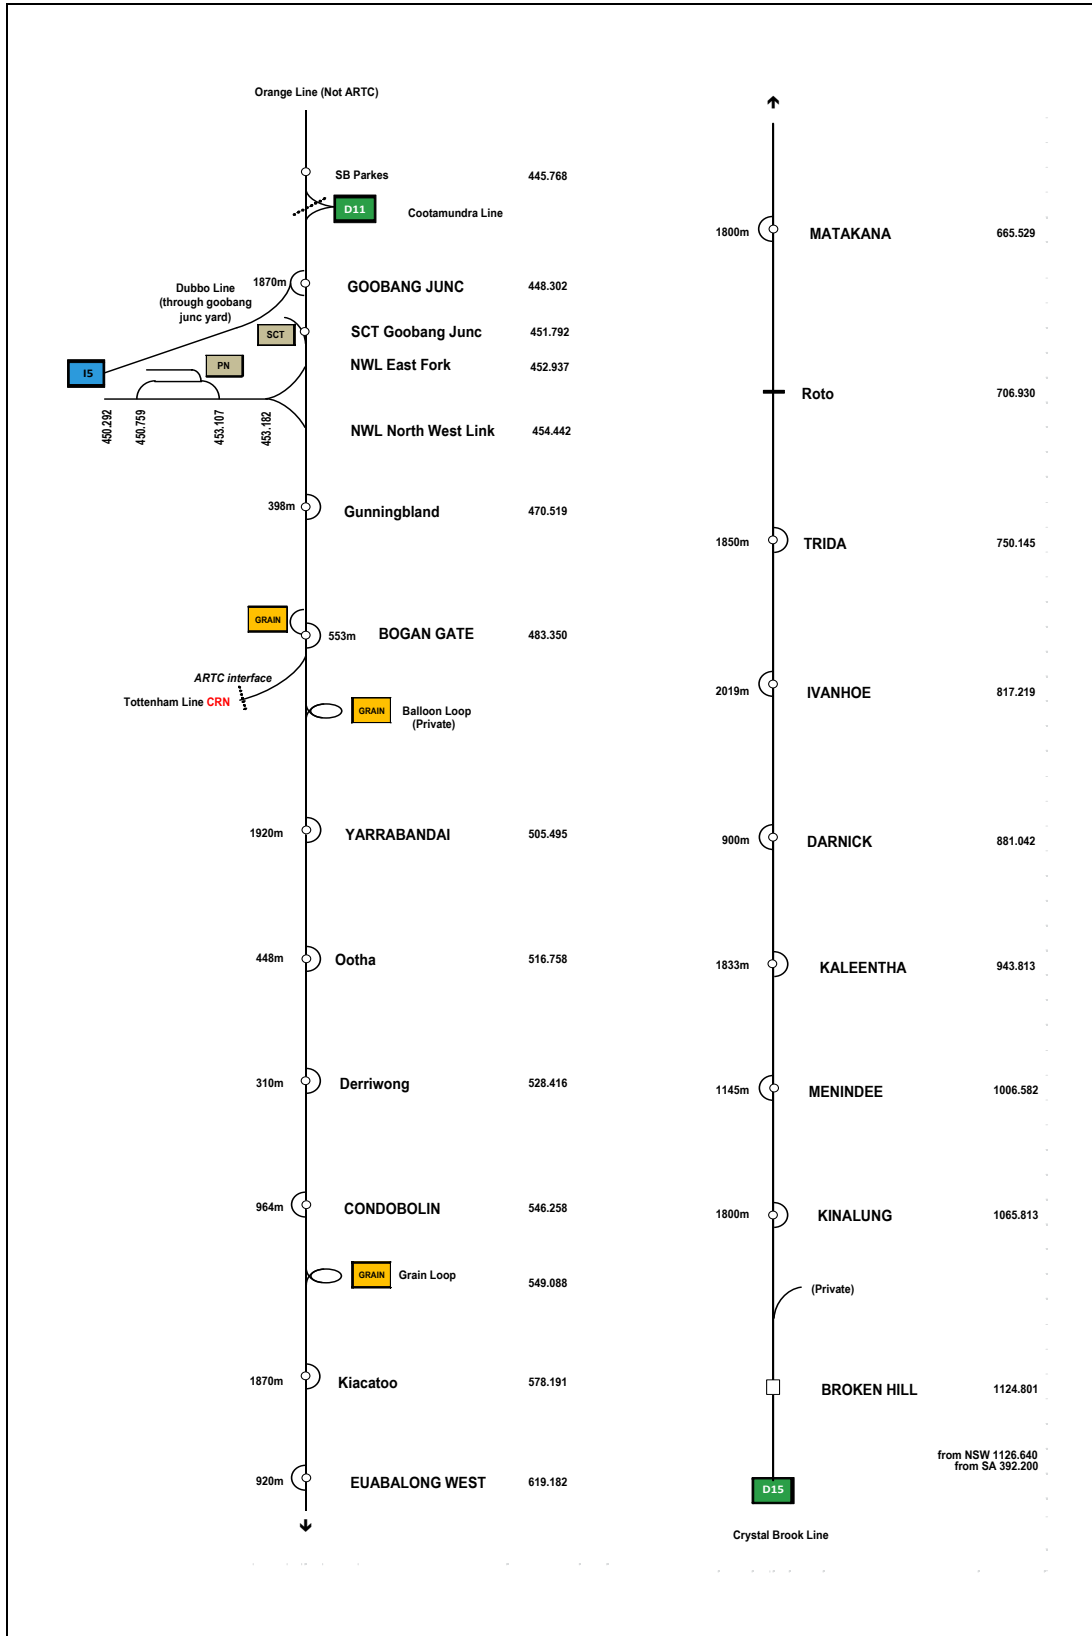 Orange Line (Not ARTC)
SB Parkes 445.768
D11
Cootamundra Line
Dubbo Line
(through goobang
junc yard)
1870m GOOBANG JUNC 448.302
SCT
SCT Goobang Junc 451.792
NWL East Fork 452.937
PN
I5
450.292
450.759
453.107
453.182
NWL North West Link 454.442
398m Gunningbland 470.519
GRAIN
553m BOGAN GATE 483.350
ARTC interface
Tottenham Line CRN
GRAIN Balloon Loop
(Private)
1920m YARRABANDAI 505.495
448m Ootha 516.758
310m Derriwong 528.416
964m CONDOBOLIN 546.258
GRAIN Grain Loop 549.088
1870m Kiacatoo 578.191
920m EUABALONG WEST 619.182
1800m MATAKANA 665.529
Roto 706.930
1850m TRIDA 750.145
2019m IVANHOE 817.219
900m DARNICK 881.042
1833m KALEENTHA 943.813
1145m MENINDEE 1006.582
1800m KINALUNG 1065.813
(Private)
BROKEN HILL 1124.801
from NSW 1126.640
from SA 392.200
D15
Crystal Brook Line